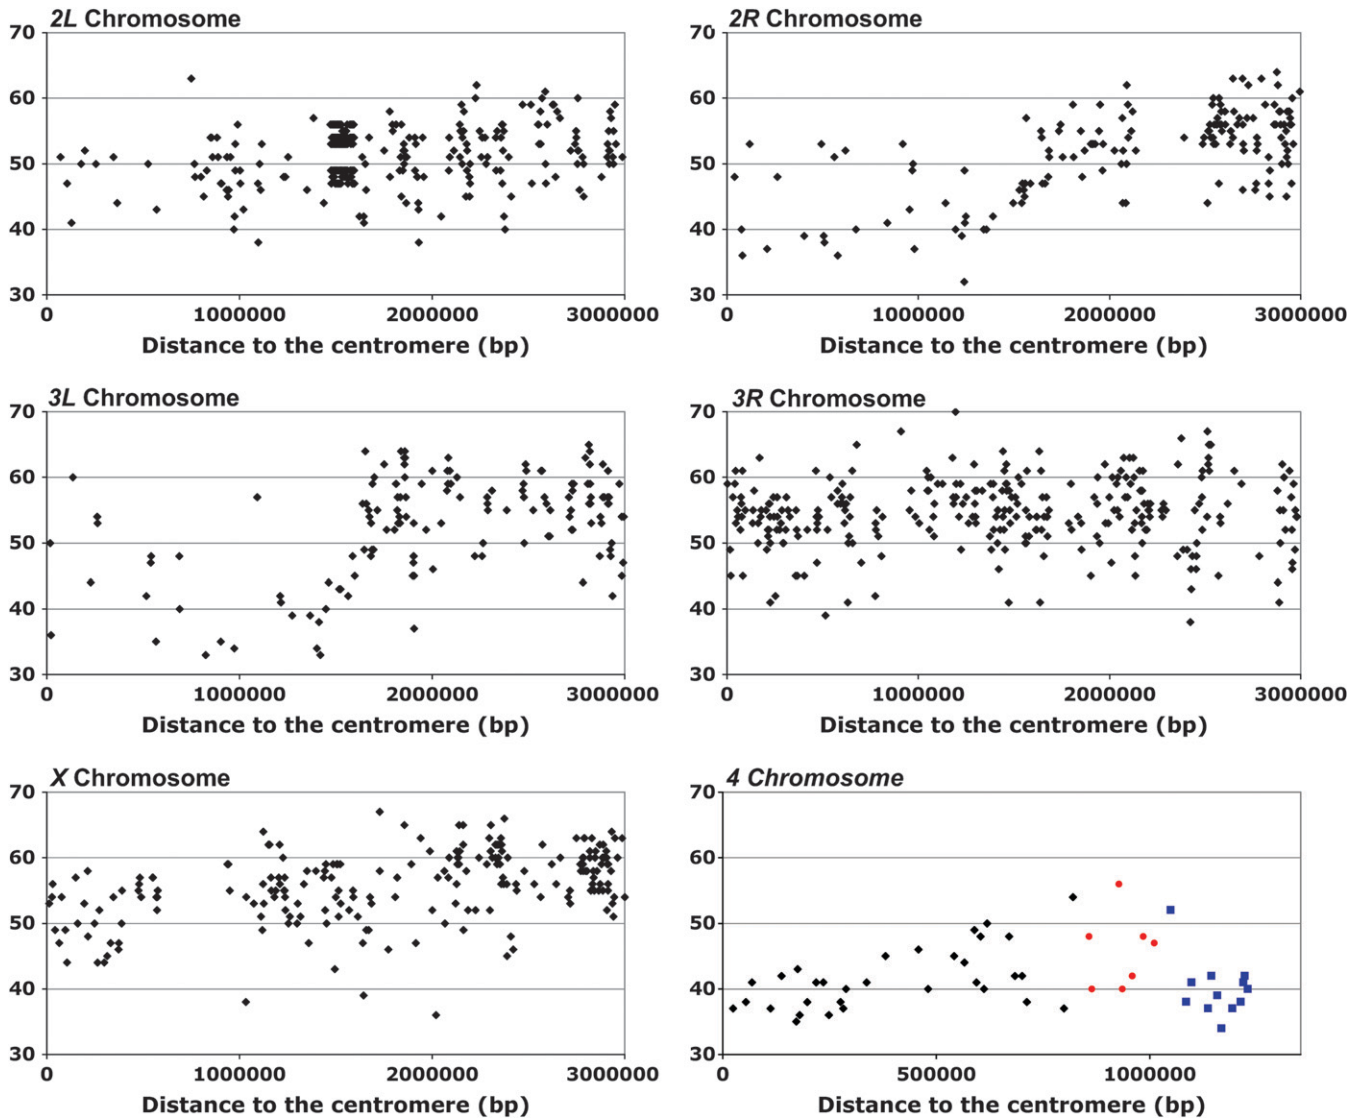 2L Chromosome
70
60
50
40
30
0 1000000 2000000 3000000
Distance to the centromere (bp)
2R Chromosome
70
60
50
40
30
0 1000000 2000000 3000000
Distance to the centromere (bp)
3L Chromosome
70
60
50
40
30
0 1000000 2000000 3000000
Distance to the centromere (bp)
3R Chromosome
70
60
50
40
30
0 1000000 2000000 3000000
Distance to the centromere (bp)
X Chromosome
70
60
50
40
30
0 1000000 2000000 3000000
Distance to the centromere (bp)
4 Chromosome
70
60
50
40
30
0 500000 1000000
Distance to the centromere (bp)